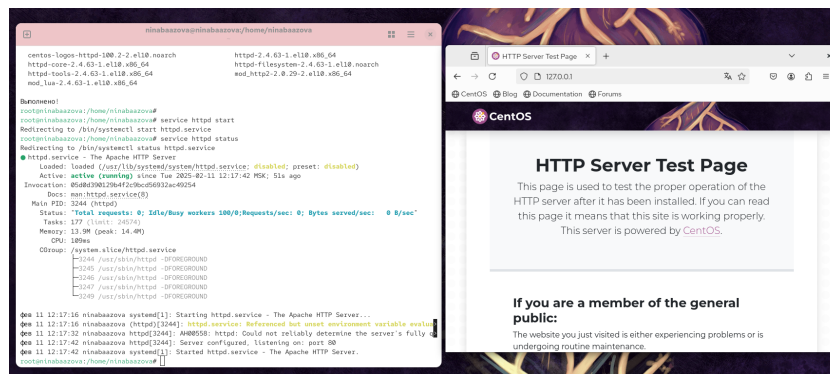 ninabaazova@ninabaazova:/home/ninabaazova
centos-logos-httpd-100.2-2.el10.noarch httpd-2.4.63-1.el10.x86_64
httpd-core-2.4.63-1.el10.x86_64 httpd-filesystem-2.4.63-1.el10.noarch
httpd-tools-2.4.63-1.el10.x86_64 mod_http2-2.0.29-2.el10.x86_64
mod_lua-2.4.63-1.el10.x86_64
Выполнено!
root@ninabaazova:/home/ninabaazova#
root@ninabaazova:/home/ninabaazova# service httpd start
Redirecting to /bin/systemctl start httpd.service
root@ninabaazova:/home/ninabaazova# service httpd status
Redirecting to /bin/systemctl status httpd.service
● httpd.service - The Apache HTTP Server
Loaded: loaded (/usr/lib/systemd/system/httpd.service; disabled; preset: disabled)
Active: active (running) since Tue 2025-02-11 12:17:42 MSK; 51s ago
Invocation: 05d0d390129b4f2c9bcd56932ac49254
Docs: man:httpd.service(8)
Main PID: 3244 (httpd)
Status: "Total requests: 0; Idle/Busy workers 100/0;Requests/sec: 0; Bytes served/sec: 0 B/sec"
Tasks: 177 (limit: 24574)
Memory: 13.9M (peak: 14.4M)
CPU: 109ms
CGroup: /system.slice/httpd.service
├─3244 /usr/sbin/httpd -DFOREGROUND
├─3245 /usr/sbin/httpd -DFOREGROUND
├─3246 /usr/sbin/httpd -DFOREGROUND
├─3247 /usr/sbin/httpd -DFOREGROUND
└─3249 /usr/sbin/httpd -DFOREGROUND
фев 11 12:17:16 ninabaazova systemd[1]: Starting httpd.service - The Apache HTTP Server...
фев 11 12:17:16 ninabaazova (httpd)[3244]: httpd.service: Referenced but unset environment variable evalua
фев 11 12:17:32 ninabaazova httpd[3244]: AH00558: httpd: Could not reliably determine the server's fully q
фев 11 12:17:42 ninabaazova httpd[3244]: Server configured, listening on: port 80
фев 11 12:17:42 ninabaazova systemd[1]: Started httpd.service - The Apache HTTP Server.
root@ninabaazova:/home/ninabaazova#
HTTP Server Test Page
127.0.0.1
CentOS Blog Documentation Forums
CentOS
HTTP Server Test Page
This page is used to test the proper operation of the
HTTP server after it has been installed. If you can read
this page it means that this site is working properly.
This server is powered by CentOS.
If you are a member of the general
public:
The website you just visited is either experiencing problems or is
undergoing routine maintenance.